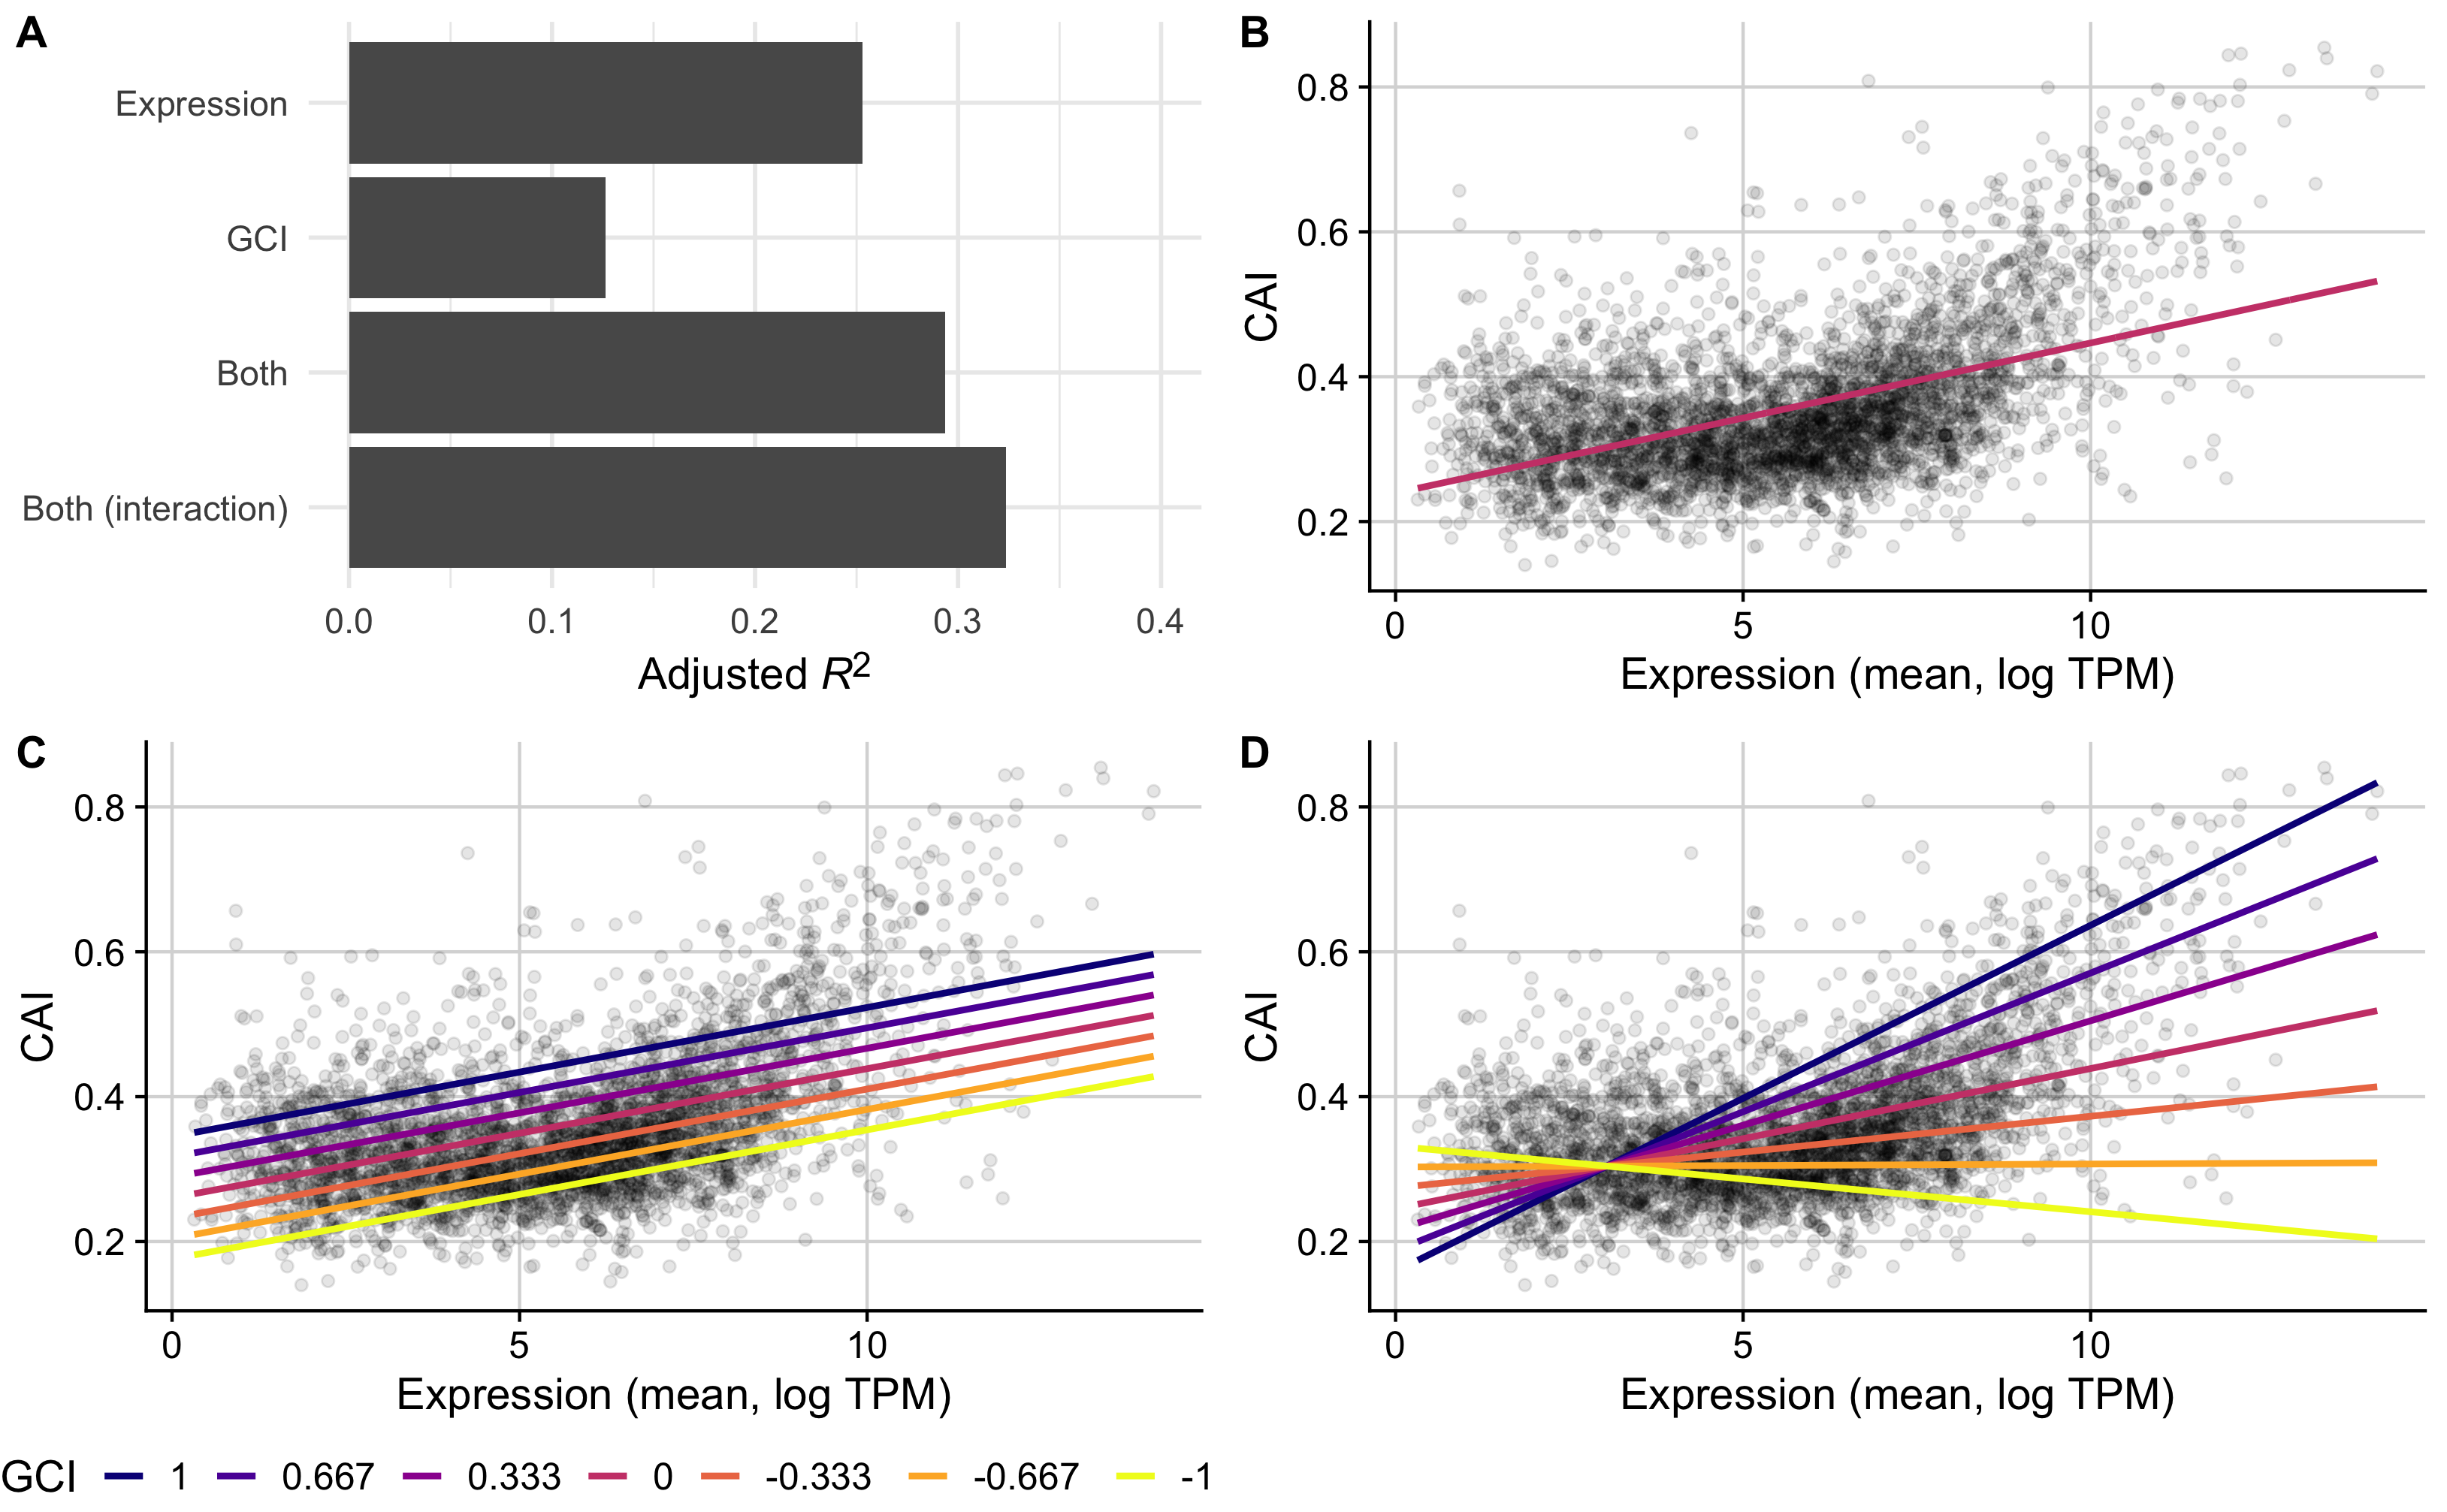 A
Expression
GCI
Both
Both (interaction)
0.0 0.1 0.2 0.3 0.4
Adjusted R²
B
CAI
0.8
0.6
0.4
0.2
0 5 10
Expression (mean, log TPM)
C
CAI
0.8
0.6
0.4
0.2
0 5 10
Expression (mean, log TPM)
D
CAI
0.8
0.6
0.4
0.2
0 5 10
Expression (mean, log TPM)
GCI 1 0.667 0.333 0 -0.333 -0.667 -1